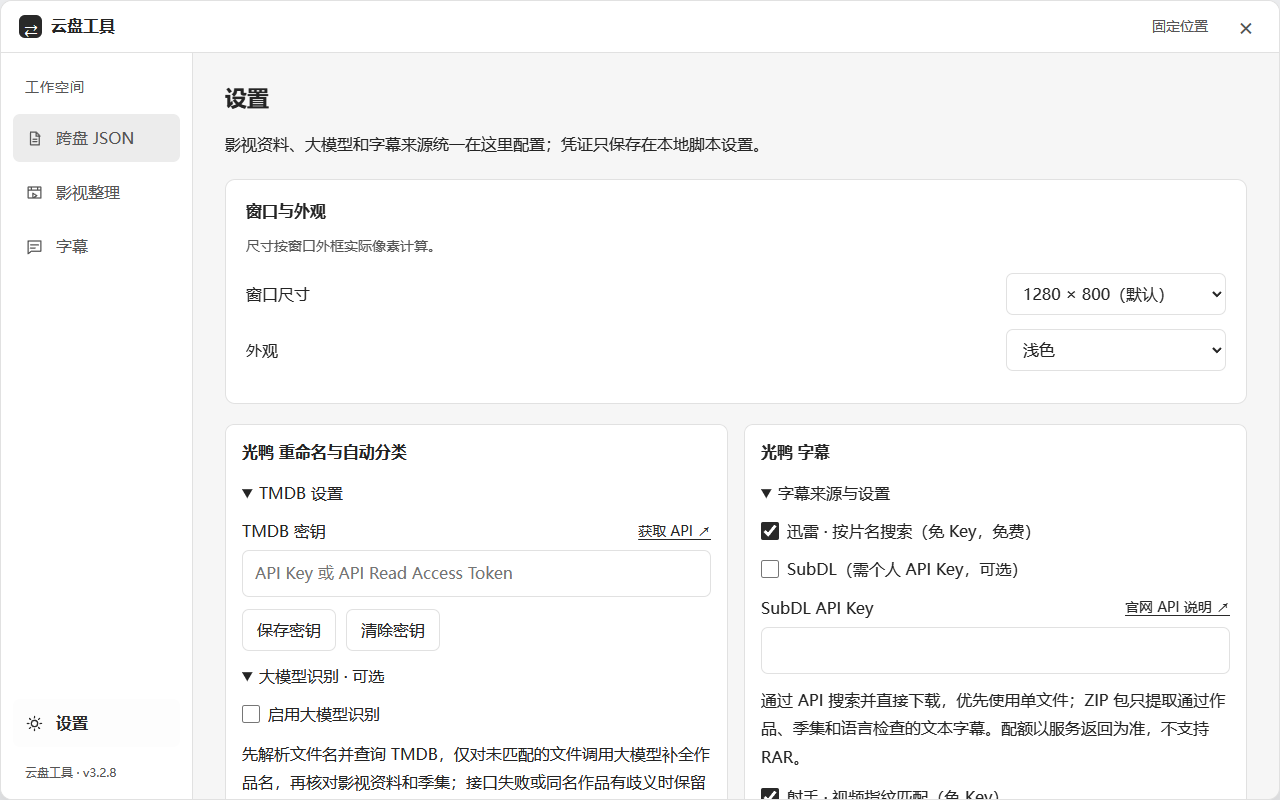 云盘工具
固定位置
工作空间
跨盘 JSON
影视整理
字幕
设置
云盘工具 · v3.2.8
设置
影视资料、大模型和字幕来源统一在这里配置；凭证只保存在本地脚本设置。
窗口与外观
尺寸按窗口外框实际像素计算。
窗口尺寸
1280 × 800（默认）
外观
浅色
光鸭 重命名与自动分类
TMDB 设置
TMDB 密钥
获取 API ↗
API Key 或 API Read Access Token
保存密钥
清除密钥
大模型识别 · 可选
启用大模型识别
先解析文件名并查询 TMDB，仅对未匹配的文件调用大模型补全作
品名，再核对影视资料和季集；接口失败或同名作品有歧义时保留
光鸭 字幕
字幕来源与设置
迅雷 · 按片名搜索（免 Key，免费）
SubDL（需个人 API Key，可选）
SubDL API Key
官网 API 说明 ↗
通过 API 搜索并直接下载，优先使用单文件；ZIP 包只提取通过作
品、季集和语言检查的文本字幕。配额以服务返回为准，不支持
RAR。
射手 · 视频指纹匹配（免 Key）